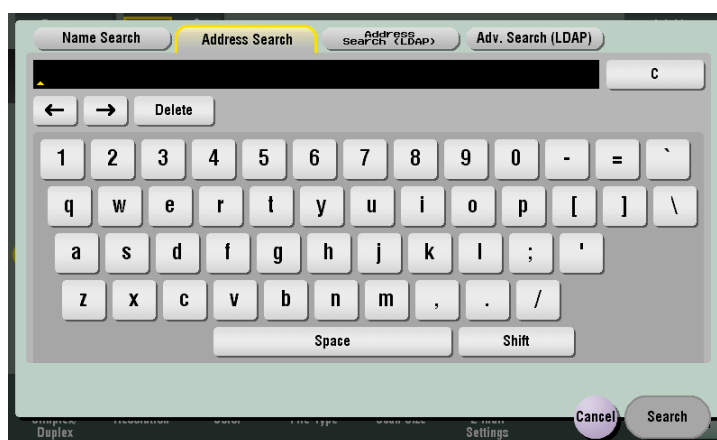 Name Search Address Search Address Search (LDAP) Adv. Search (LDAP)
C
← → Delete
1 2 3 4 5 6 7 8 9 0 - = `
q w e r t y u i o p [ ] \
a s d f g h j k l ; '
z x c v b n m , . /
Space Shift
Cancel Search
Duplex Settings